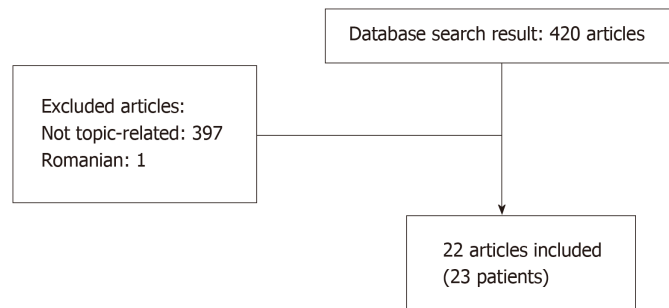 Database search result: 420 articles
Excluded articles:
Not topic-related: 397
Romanian: 1
22 articles included
(23 patients)